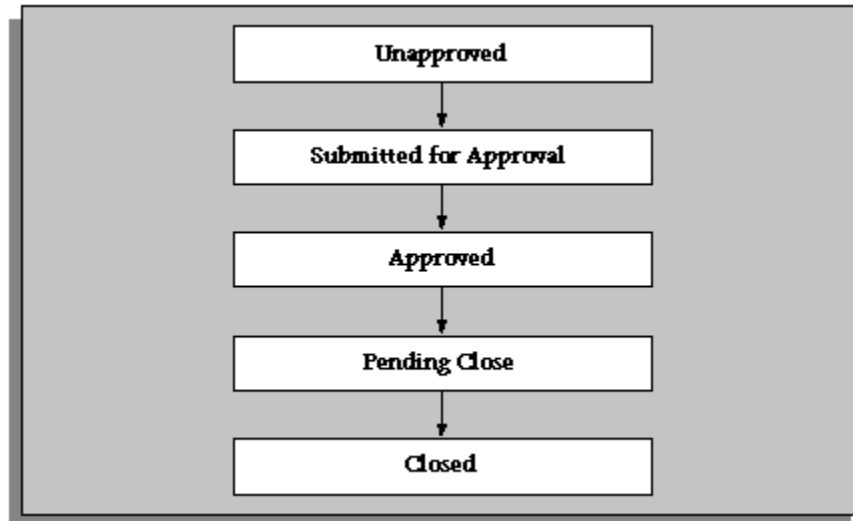 Unapproved
Submitted for Approval
Approved
Pending Close
Closed